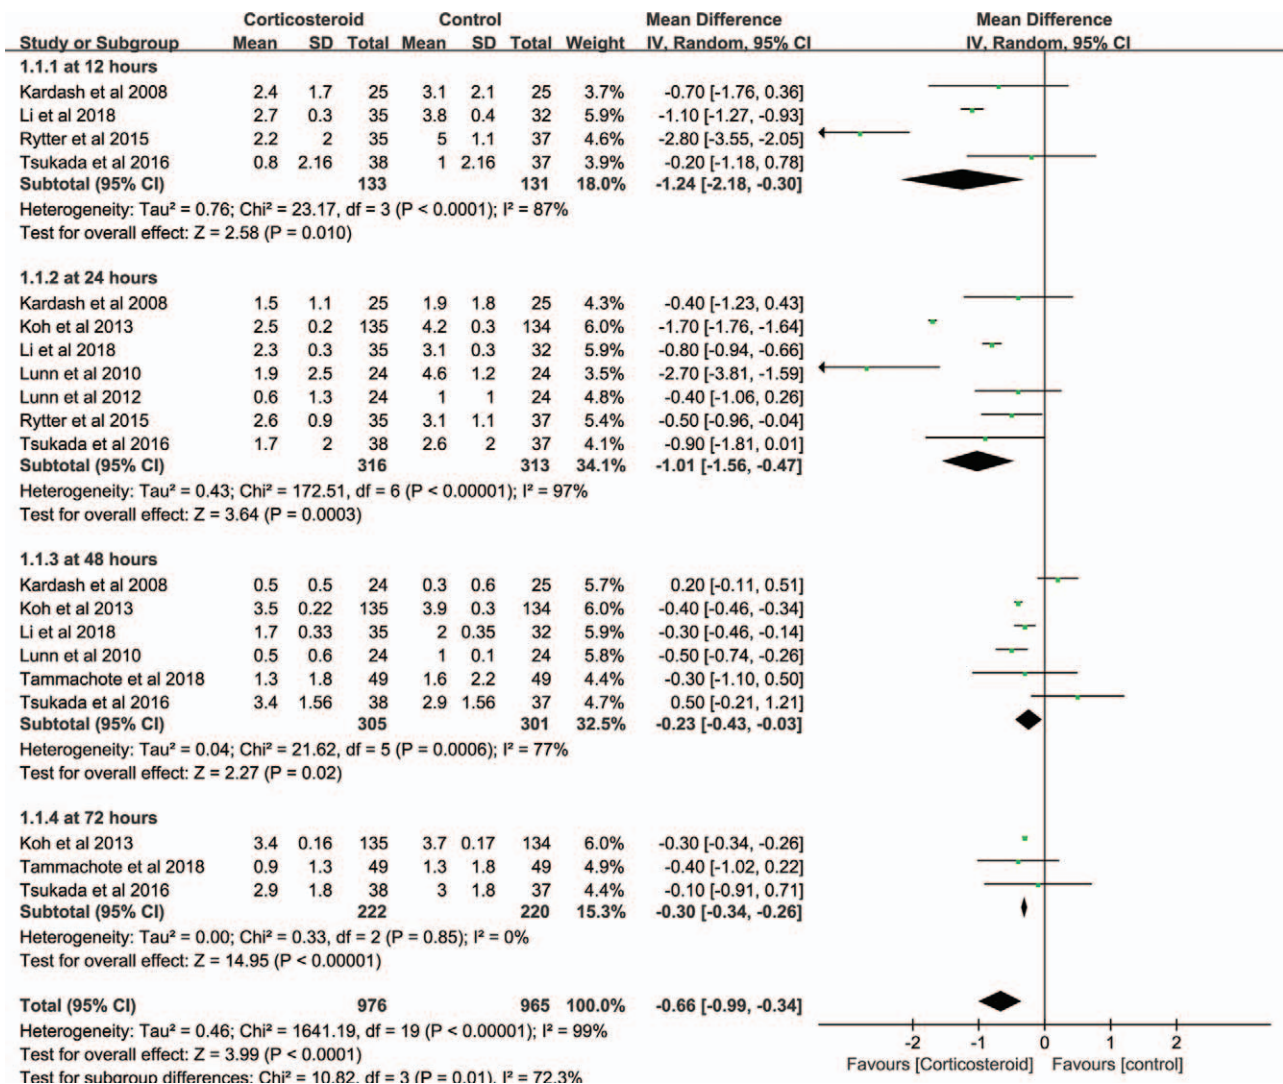 Corticosteroid Control Mean Difference Mean Difference
Study or Subgroup Mean SD Total Mean SD Total Weight IV, Random, 95% CI IV, Random, 95% CI
1.1.1 at 12 hours
Kardash et al 2008 2.4 1.7 25 3.1 2.1 25 3.7% -0.70 [-1.76, 0.36]
Li et al 2018 2.7 0.3 35 3.8 0.4 32 5.9% -1.10 [-1.27, -0.93]
Rytter et al 2015 2.2 2 35 5 1.1 37 4.6% -2.80 [-3.55, -2.05]
Tsukada et al 2016 0.8 2.16 38 1 2.16 37 3.9% -0.20 [-1.18, 0.78]
Subtotal (95% CI) 133 131 18.0% -1.24 [-2.18, -0.30]
Heterogeneity: Tau² = 0.76; Chi² = 23.17, df = 3 (P < 0.0001); I² = 87%
Test for overall effect: Z = 2.58 (P = 0.010)
1.1.2 at 24 hours
Kardash et al 2008 1.5 1.1 25 1.9 1.8 25 4.3% -0.40 [-1.23, 0.43]
Koh et al 2013 2.5 0.2 135 4.2 0.3 134 6.0% -1.70 [-1.76, -1.64]
Li et al 2018 2.3 0.3 35 3.1 0.3 32 5.9% -0.80 [-0.94, -0.66]
Lunn et al 2010 1.9 2.5 24 4.6 1.2 24 3.5% -2.70 [-3.81, -1.59]
Lunn et al 2012 0.6 1.3 24 1 1 24 4.8% -0.40 [-1.06, 0.26]
Rytter et al 2015 2.6 0.9 35 3.1 1.1 37 5.4% -0.50 [-0.96, -0.04]
Tsukada et al 2016 1.7 2 38 2.6 2 37 4.1% -0.90 [-1.81, 0.01]
Subtotal (95% CI) 316 313 34.1% -1.01 [-1.56, -0.47]
Heterogeneity: Tau² = 0.43; Chi² = 172.51, df = 6 (P < 0.00001); I² = 97%
Test for overall effect: Z = 3.64 (P = 0.0003)
1.1.3 at 48 hours
Kardash et al 2008 0.5 0.5 24 0.3 0.6 25 5.7% 0.20 [-0.11, 0.51]
Koh et al 2013 3.5 0.22 135 3.9 0.3 134 6.0% -0.40 [-0.46, -0.34]
Li et al 2018 1.7 0.33 35 2 0.35 32 5.9% -0.30 [-0.46, -0.14]
Lunn et al 2010 0.5 0.6 24 1 0.1 24 5.8% -0.50 [-0.74, -0.26]
Tammachote et al 2018 1.3 1.8 49 1.6 2.2 49 4.4% -0.30 [-1.10, 0.50]
Tsukada et al 2016 3.4 1.56 38 2.9 1.56 37 4.7% 0.50 [-0.21, 1.21]
Subtotal (95% CI) 305 301 32.5% -0.23 [-0.43, -0.03]
Heterogeneity: Tau² = 0.04; Chi² = 21.62, df = 5 (P = 0.0006); I² = 77%
Test for overall effect: Z = 2.27 (P = 0.02)
1.1.4 at 72 hours
Koh et al 2013 3.4 0.16 135 3.7 0.17 134 6.0% -0.30 [-0.34, -0.26]
Tammachote et al 2018 0.9 1.3 49 1.3 1.8 49 4.9% -0.40 [-1.02, 0.22]
Tsukada et al 2016 2.9 1.8 38 3 1.8 37 4.4% -0.10 [-0.91, 0.71]
Subtotal (95% CI) 222 220 15.3% -0.30 [-0.34, -0.26]
Heterogeneity: Tau² = 0.00; Chi² = 0.33, df = 2 (P = 0.85); I² = 0%
Test for overall effect: Z = 14.95 (P < 0.00001)
Total (95% CI) 976 965 100.0% -0.66 [-0.99, -0.34]
Heterogeneity: Tau² = 0.46; Chi² = 1641.19, df = 19 (P < 0.00001); I² = 99%
Test for overall effect: Z = 3.99 (P < 0.0001)
Test for subgroup differences: Chi² = 10.82, df = 3 (P = 0.01), I² = 72.3%
-2 -1 0 1 2
Favours [Corticosteroid] Favours [control]